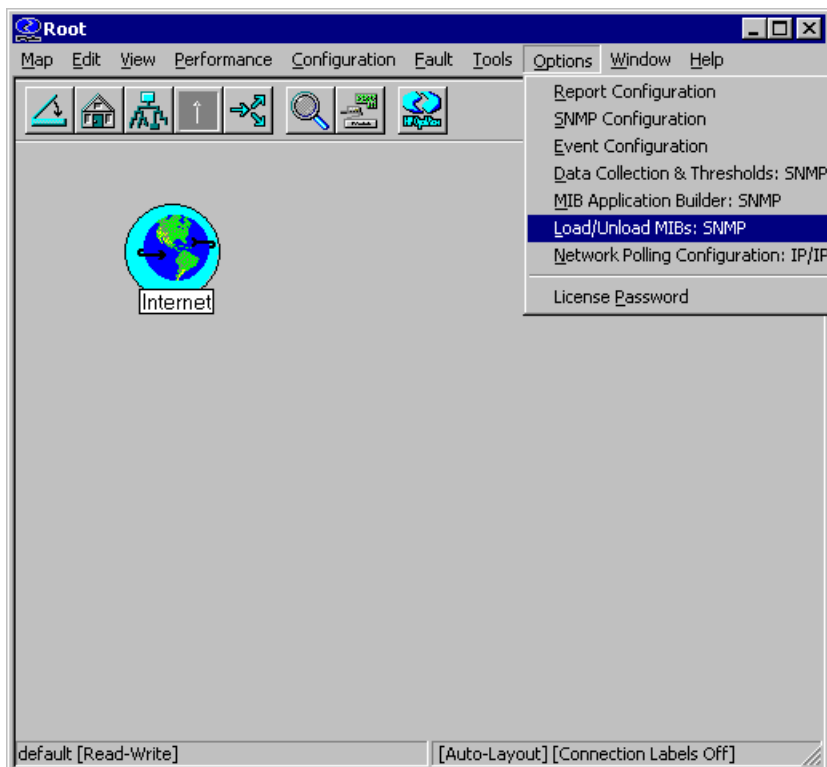 Root
Map Edit View Performance Configuration Fault Tools Options Window Help
Report Configuration
SNMP Configuration
Event Configuration
Data Collection & Thresholds: SNMP
MIB Application Builder: SNMP
Load/Unload MIBs: SNMP
Network Polling Configuration: IP/IP
License Password
Internet
default [Read-Write] [Auto-Layout] [Connection Labels Off]